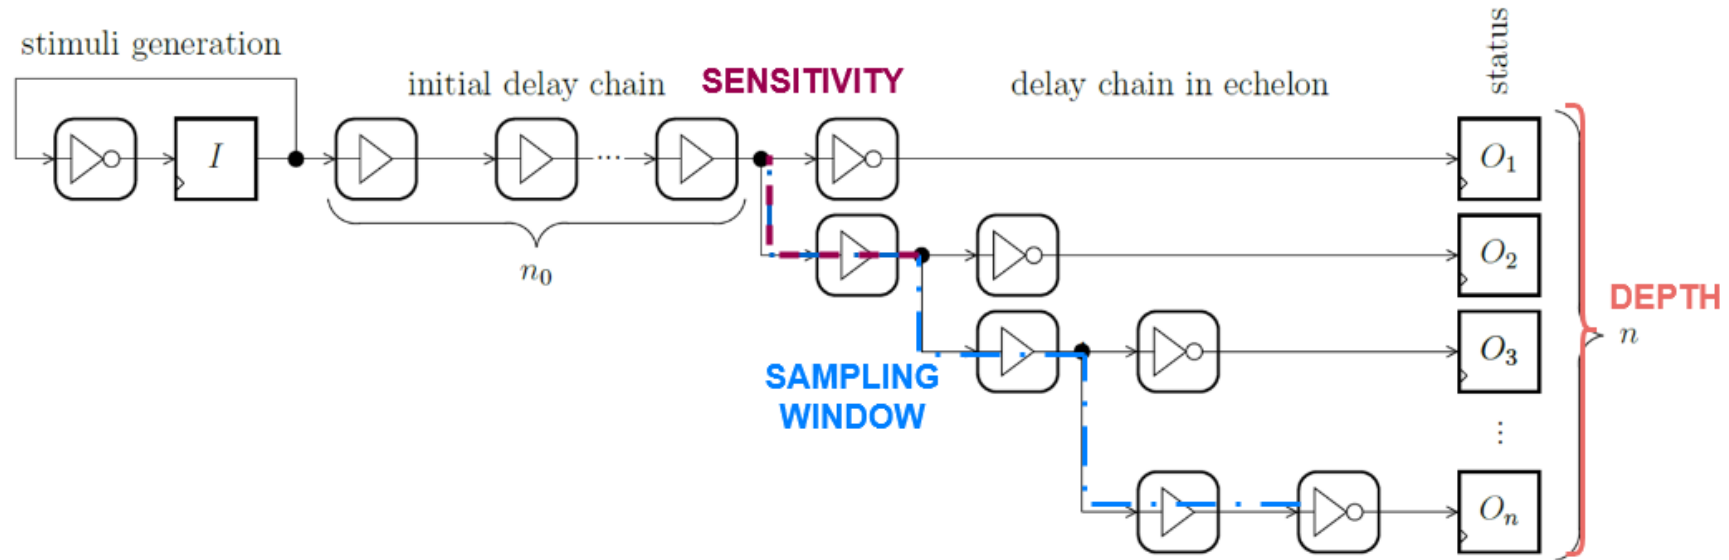 stimuli generation
initial delay chain
SENSITIVITY
delay chain in echelon
status
I
...
O1
n0
O2
DEPTH
n
SAMPLING
WINDOW
O3
...
On